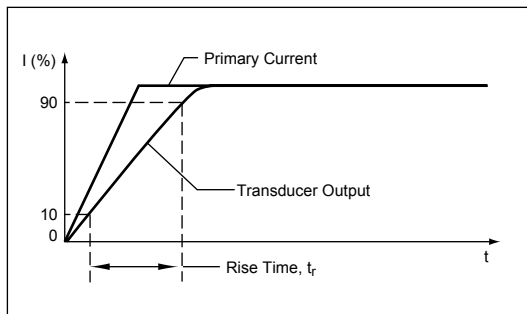 I (%)
Primary Current
90
Transducer Output
10
0
t
Rise Time, tr